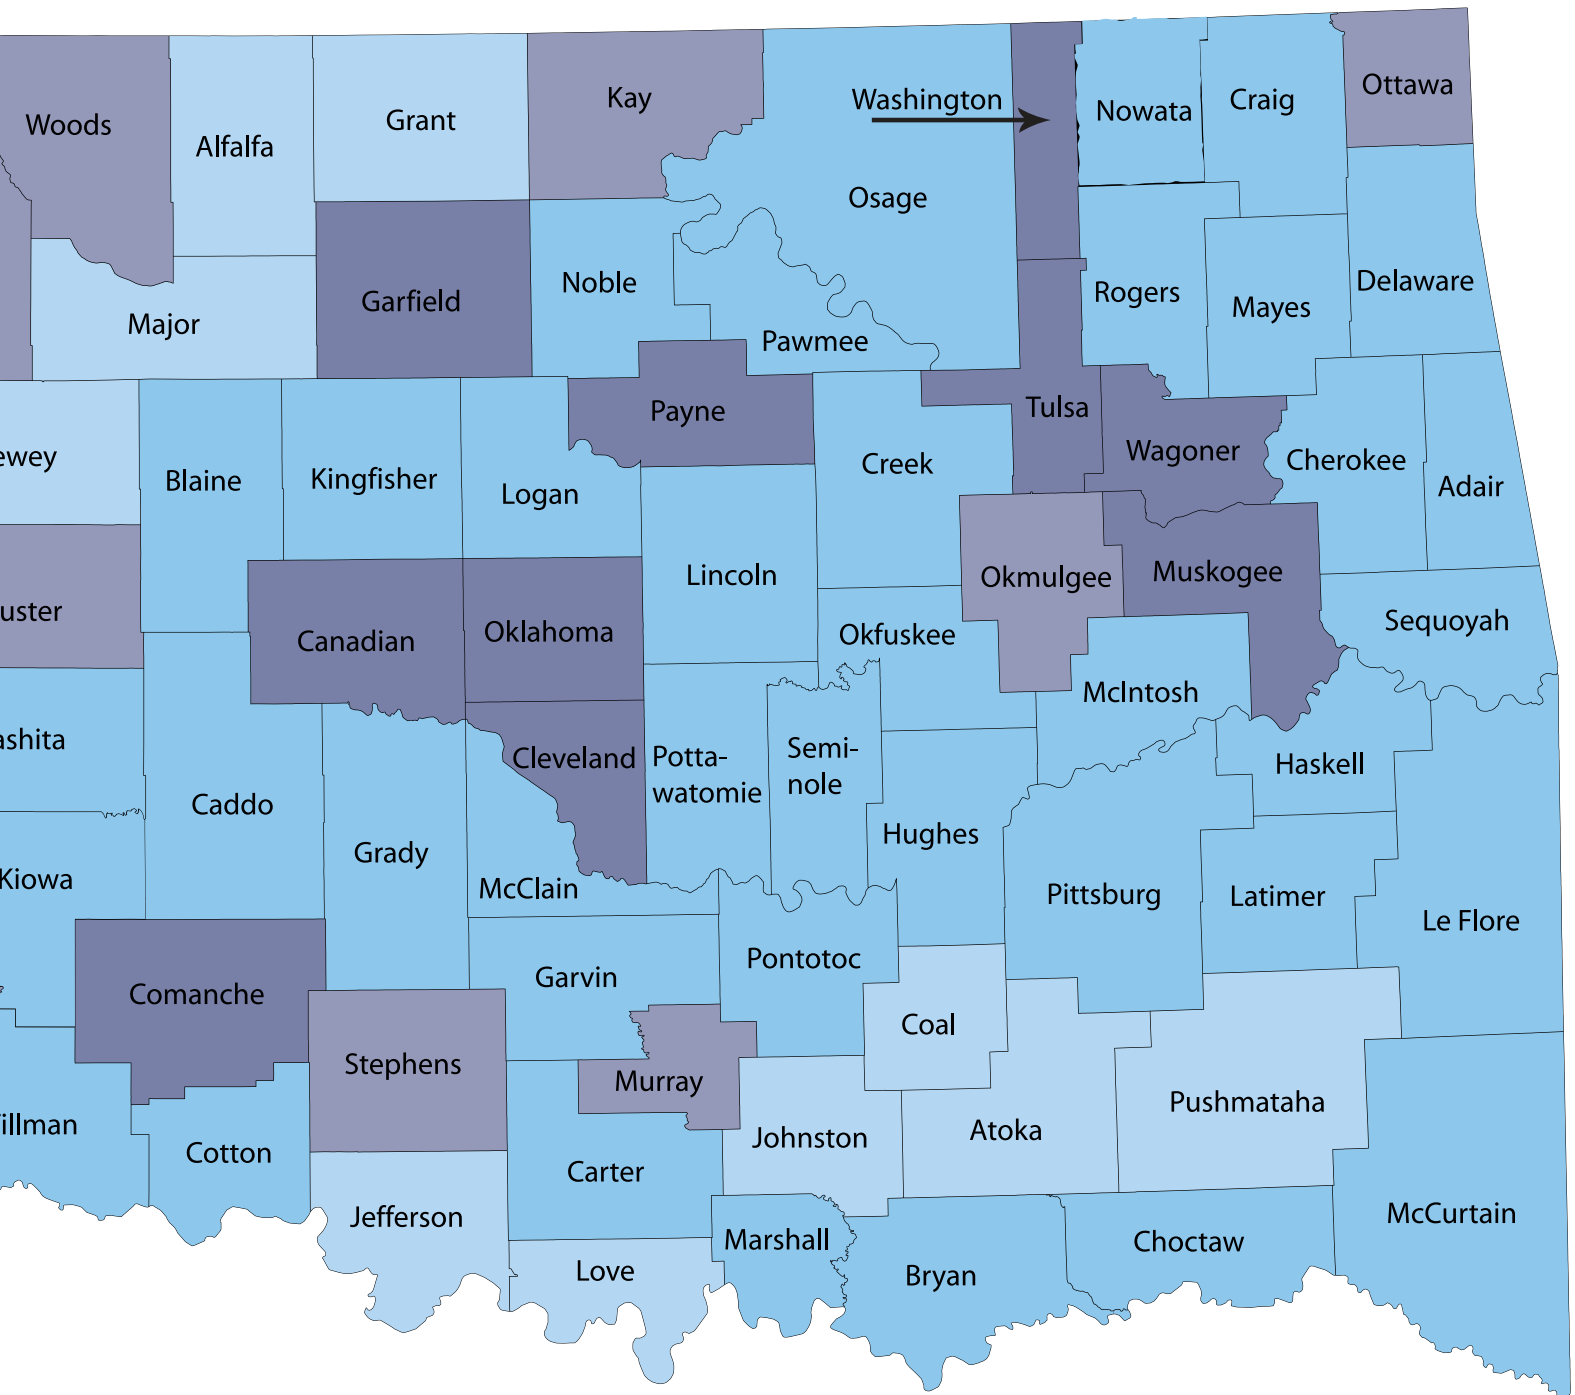 Woods
Alfalfa
Grant
Kay
Washington
Nowata
Craig
Ottawa
Osage
Major
Garfield
Noble
Pawmee
Rogers
Mayes
Delaware
ewey
Blaine
Kingfisher
Logan
Payne
Creek
Tulsa
Wagoner
Cherokee
Adair
uster
Canadian
Oklahoma
Lincoln
Okfuskee
Okmulgee
Muskogee
Sequoyah
ashita
Caddo
Grady
Cleveland
McClain
Potta-
watomie
Semi-
nole
Hughes
McIntosh
Haskell
Pittsburg
Latimer
Le Flore
Kiowa
Comanche
Stephens
Garvin
Murray
Pontotoc
Coal
Johnston
Atoka
Pushmataha
illman
Cotton
Jefferson
Carter
Love
Marshall
Bryan
Choctaw
McCurtain